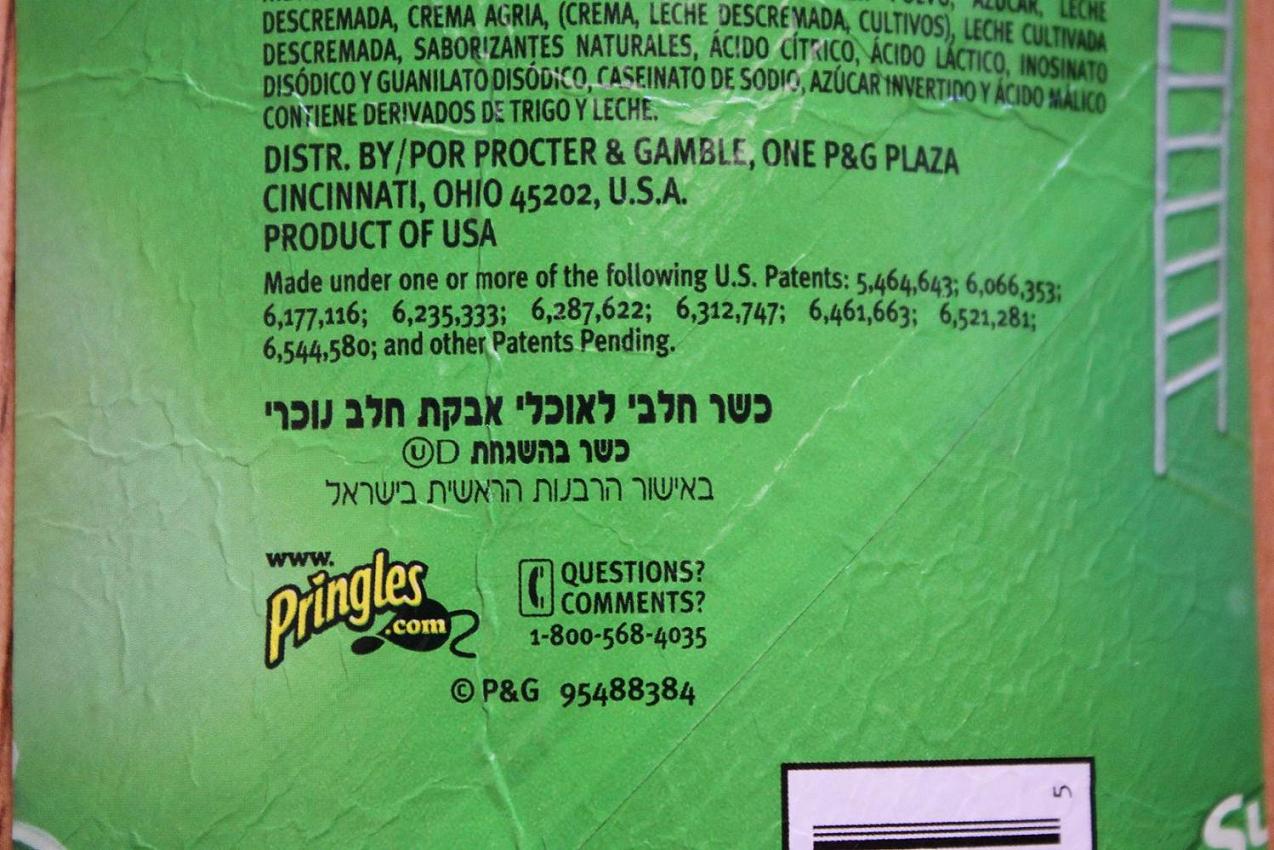 AZÚCAR, LECHE
DESCREMADA, CREMA AGRIA, (CREMA, LECHE DESCREMADA, CULTIVOS), LECHE CULTIVADA
DESCREMADA, SABORIZANTES NATURALES, ÁCIDO CÍTRICO, ÁCIDO LÁCTICO, INOSINATO
DISÓDICO Y GUANILATO DISÓDICO, CASEINATO DE SODIO, AZÚCAR INVERTIDO Y ÁCIDO MÁLICO
CONTIENE DERIVADOS DE TRIGO Y LECHE.
DISTR. BY/POR PROCTER & GAMBLE, ONE P&G PLAZA
CINCINNATI, OHIO 45202, U.S.A.
PRODUCT OF USA
Made under one or more of the following U.S. Patents: 5,464,643; 6,066,353;
6,177,116; 6,235,333; 6,287,622; 6,312,747; 6,461,663; 6,521,281;
6,544,580; and other Patents Pending.
כשר חלבי לאוכלי אבקת חלב נוכרי
כשר בהשגחת ⓊD
באישור הרבנות הראשית בישראל
www.
Pringles
.com
QUESTIONS?
COMMENTS?
1-800-568-4035
© P&G 95488384
5